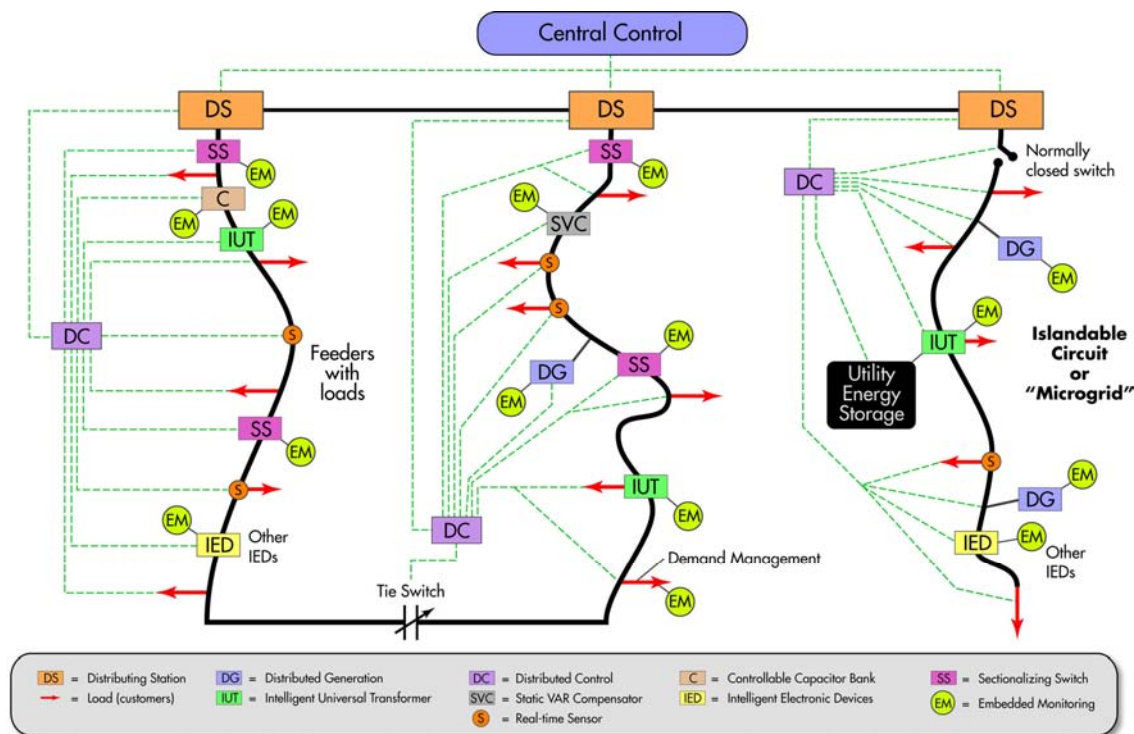 Central Control
DS
DS
DS
SS
EM
C
EM
EM
IUT
DC
S
Feeders
with
loads
SS
EM
S
EM
IED
Other
IEDs
SS
EM
EM
SVC
S
S
DG
EM
EM
SS
IUT
EM
DC
Tie Switch
Demand Management
EM
Normally
closed switch
DC
DG
EM
EM
IUT
Utility
Energy
Storage
Islandable
Circuit
or
“Microgrid”
S
EM
DG
IED
EM
Other
IEDs
DS = Distributing Station
DG = Distributed Generation
DC = Distributed Control
C = Controllable Capacitor Bank
SS = Sectionalizing Switch
= Load (customers)
IUT = Intelligent Universal Transformer
SVC = Static VAR Compensator
IED = Intelligent Electronic Devices
EM = Embedded Monitoring
S = Real-time Sensor